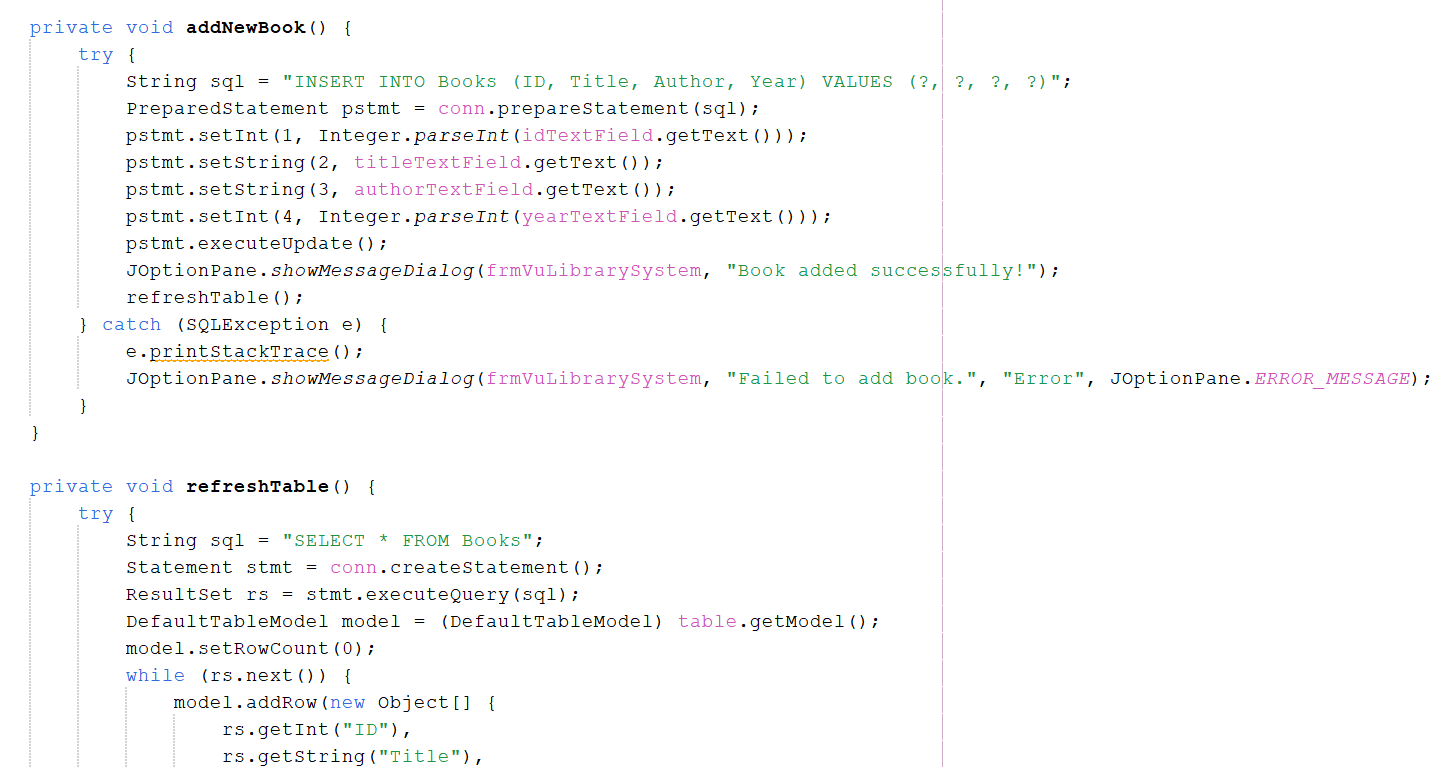 private void addNewBook() {
try {
String sql = "INSERT INTO Books (ID, Title, Author, Year) VALUES (?, ?, ?, ?)";
PreparedStatement pstmt = conn.prepareStatement(sql);
pstmt.setInt(1, Integer.parseInt(idTextField.getText()));
pstmt.setString(2, titleTextField.getText());
pstmt.setString(3, authorTextField.getText());
pstmt.setInt(4, Integer.parseInt(yearTextField.getText()));
pstmt.executeUpdate();
JOptionPane.showMessageDialog(frmVuLibrarySystem, "Book added successfully!");
refreshTable();
} catch (SQLException e) {
e.printStackTrace();
JOptionPane.showMessageDialog(frmVuLibrarySystem, "Failed to add book.", "Error", JOptionPane.ERROR_MESSAGE);
}
}
private void refreshTable() {
try {
String sql = "SELECT * FROM Books";
Statement stmt = conn.createStatement();
ResultSet rs = stmt.executeQuery(sql);
DefaultTableModel model = (DefaultTableModel) table.getModel();
model.setRowCount(0);
while (rs.next()) {
model.addRow(new Object[] {
rs.getInt("ID"),
rs.getString("Title"),